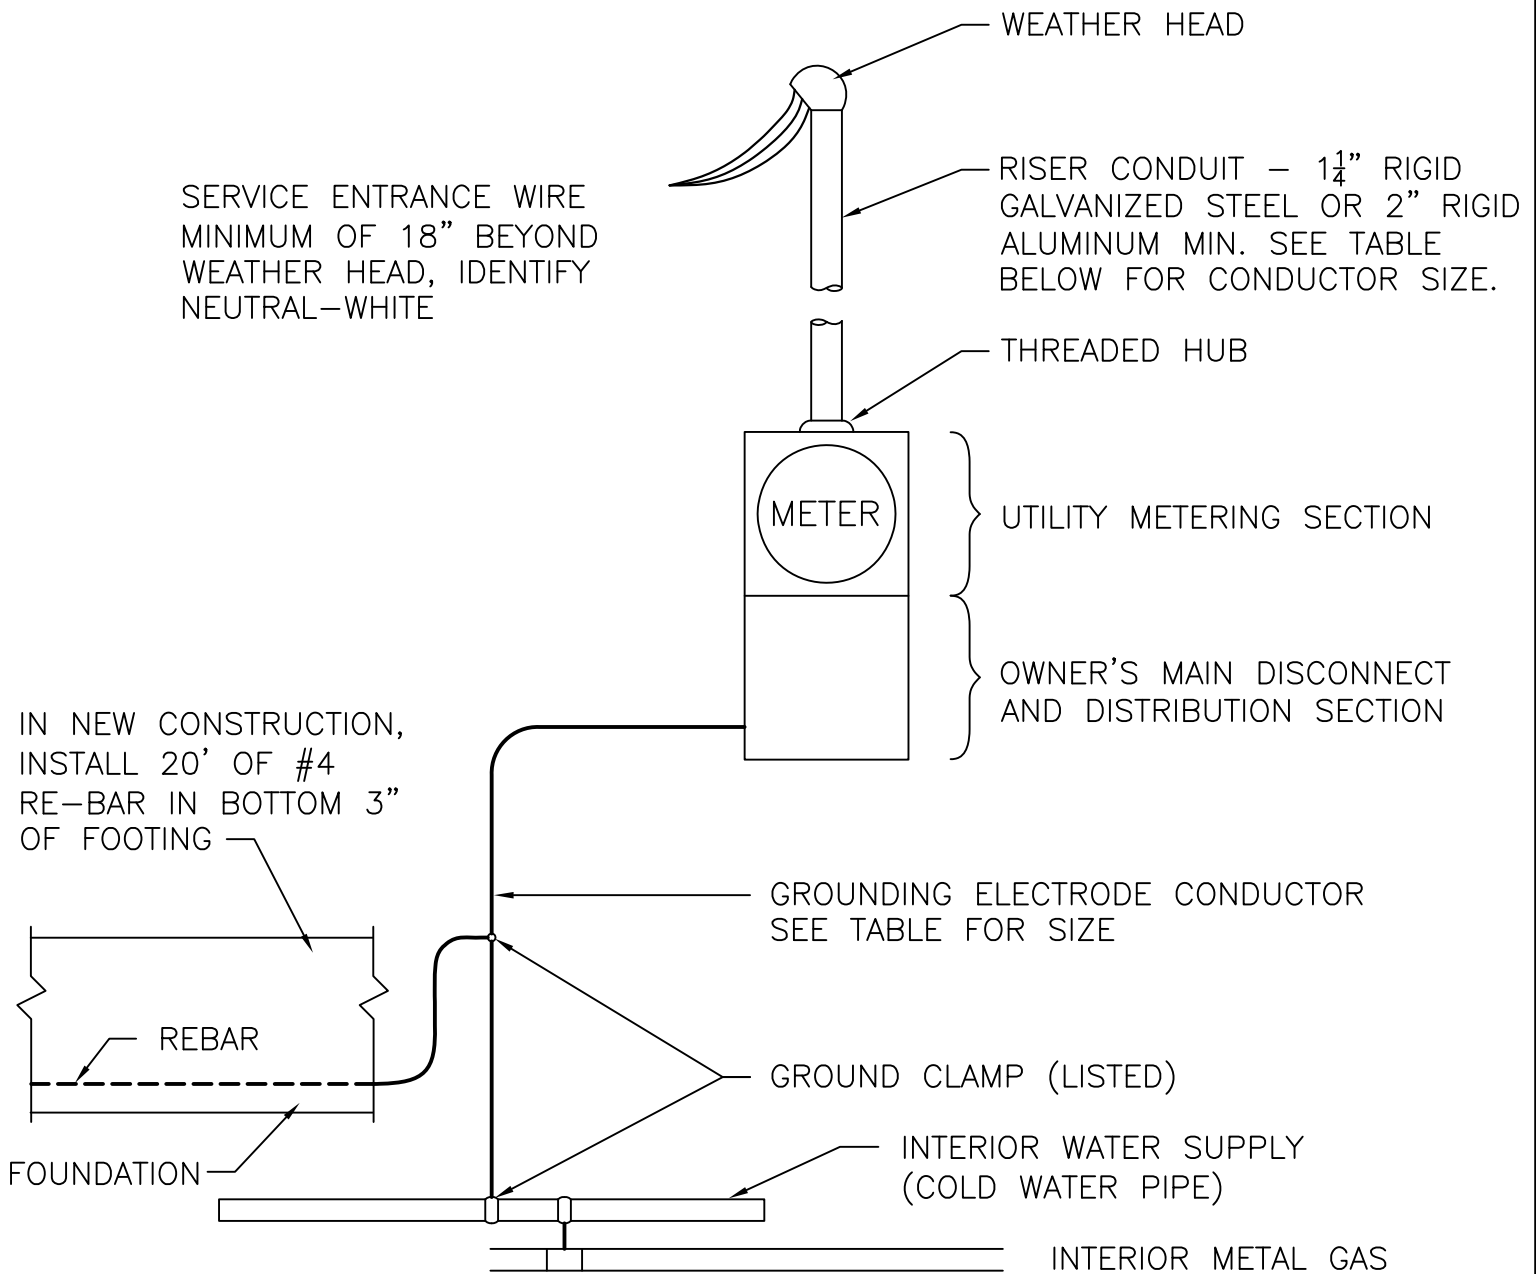 WEATHER HEAD
SERVICE ENTRANCE WIRE
MINIMUM OF 18" BEYOND
WEATHER HEAD, IDENTIFY
NEUTRAL–WHITE
RISER CONDUIT – 1 1/4" RIGID
GALVANIZED STEEL OR 2" RIGID
ALUMINUM MIN. SEE TABLE
BELOW FOR CONDUCTOR SIZE.
THREADED HUB
METER
UTILITY METERING SECTION
OWNER'S MAIN DISCONNECT
AND DISTRIBUTION SECTION
IN NEW CONSTRUCTION,
INSTALL 20' OF #4
RE–BAR IN BOTTOM 3"
OF FOOTING
GROUNDING ELECTRODE CONDUCTOR
SEE TABLE FOR SIZE
REBAR
GROUND CLAMP (LISTED)
FOUNDATION
INTERIOR WATER SUPPLY
(COLD WATER PIPE)
INTERIOR METAL GAS